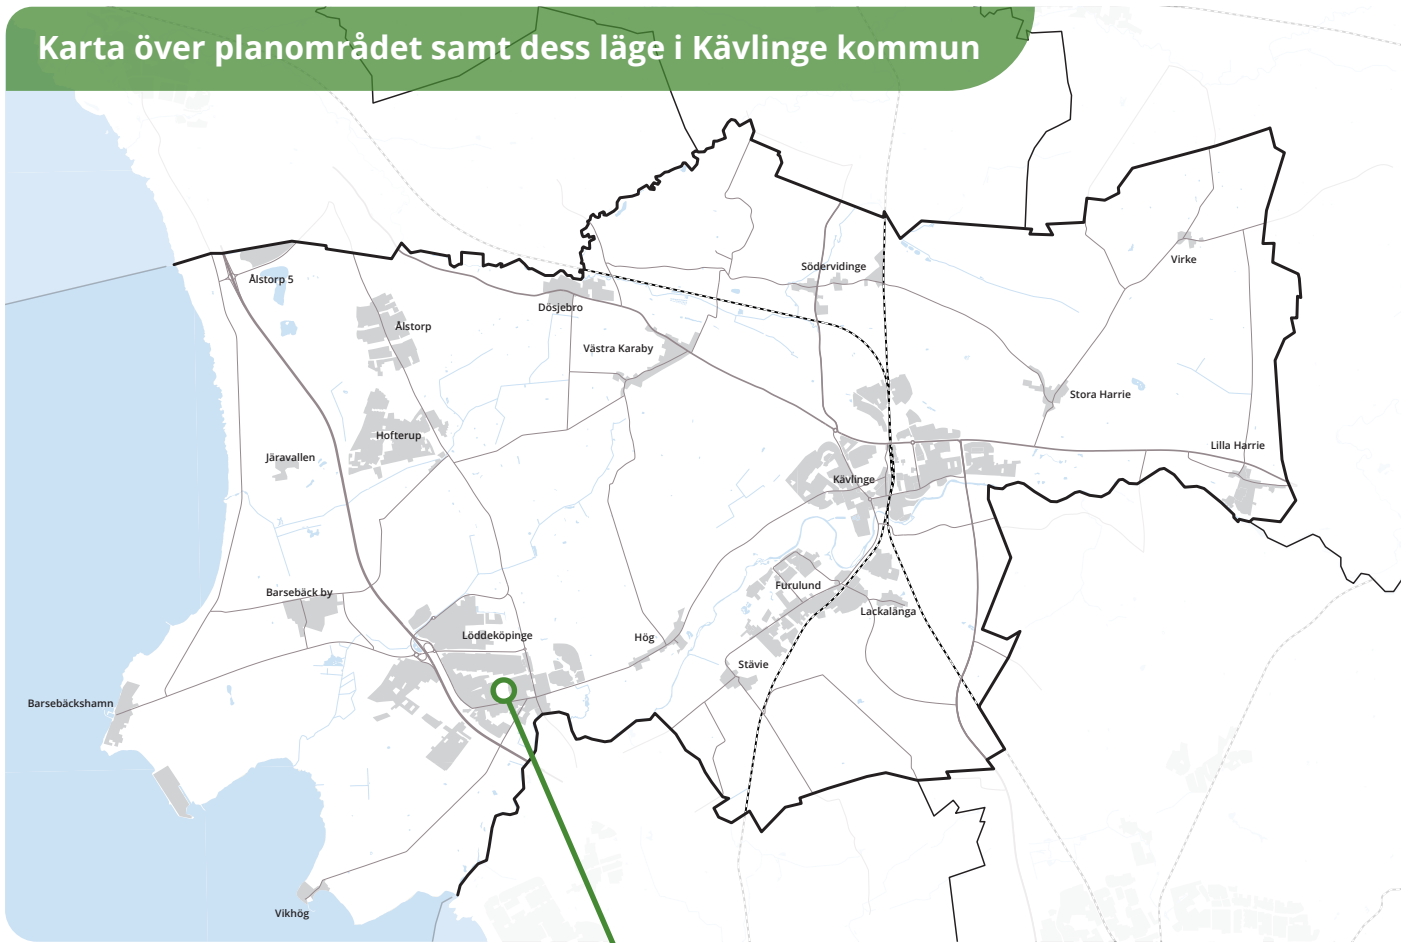 Karta över planområdet samt dess läge i Kävlinge kommun
Södervidinge
Virke
Ålstorp 5
Dösjebro
Ålstorp
Västra Karaby
Stora Harrie
Hofterup
Lilla Harrie
Järavallen
Kävlinge
Barsebäck by
Furulund
Lackalänga
Löddeköpinge
Hög
Stävie
Barsebäckshamn
Vikhög